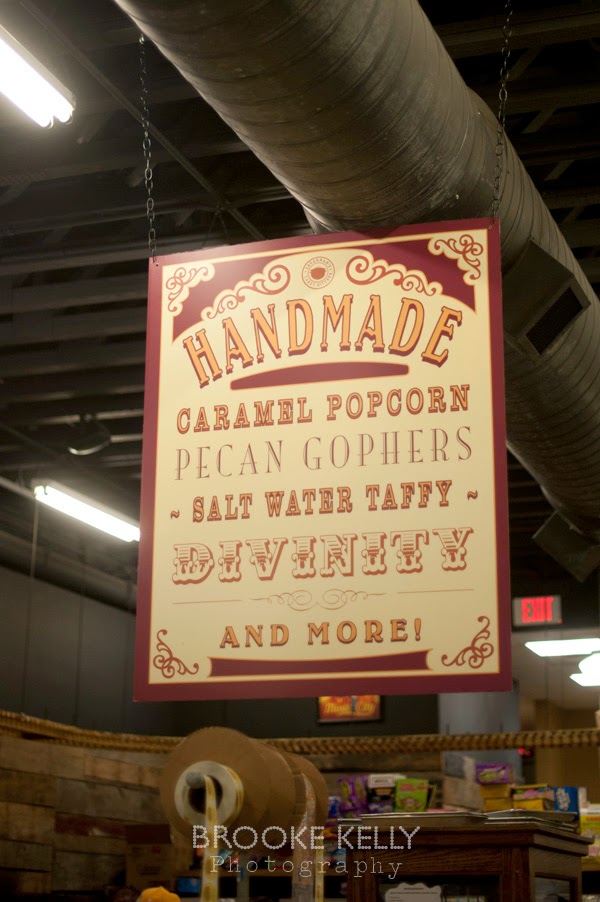 HANDMADE
CARAMEL POPCORN
PECAN GOPHERS
~ SALT WATER TAFFY ~
DIVINITY
AND MORE!
EXIT
BROOKE KELLY
Photography